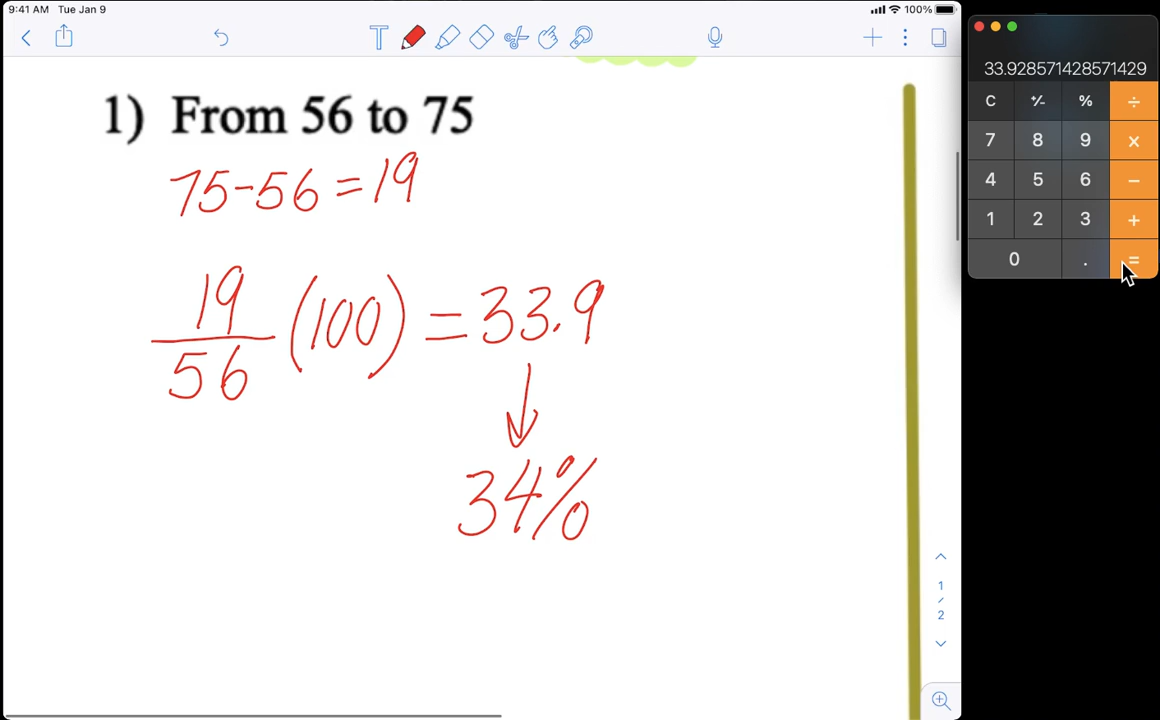 9:41 AM Tue Jan 9
100%
T
1) From 56 to 75
75-56=19
19
(100) = 33.9
56
34%
1
2
33.928571428571429
C +/- % ÷
7 8 9 ×
4 5 6 −
1 2 3 +
0 . =